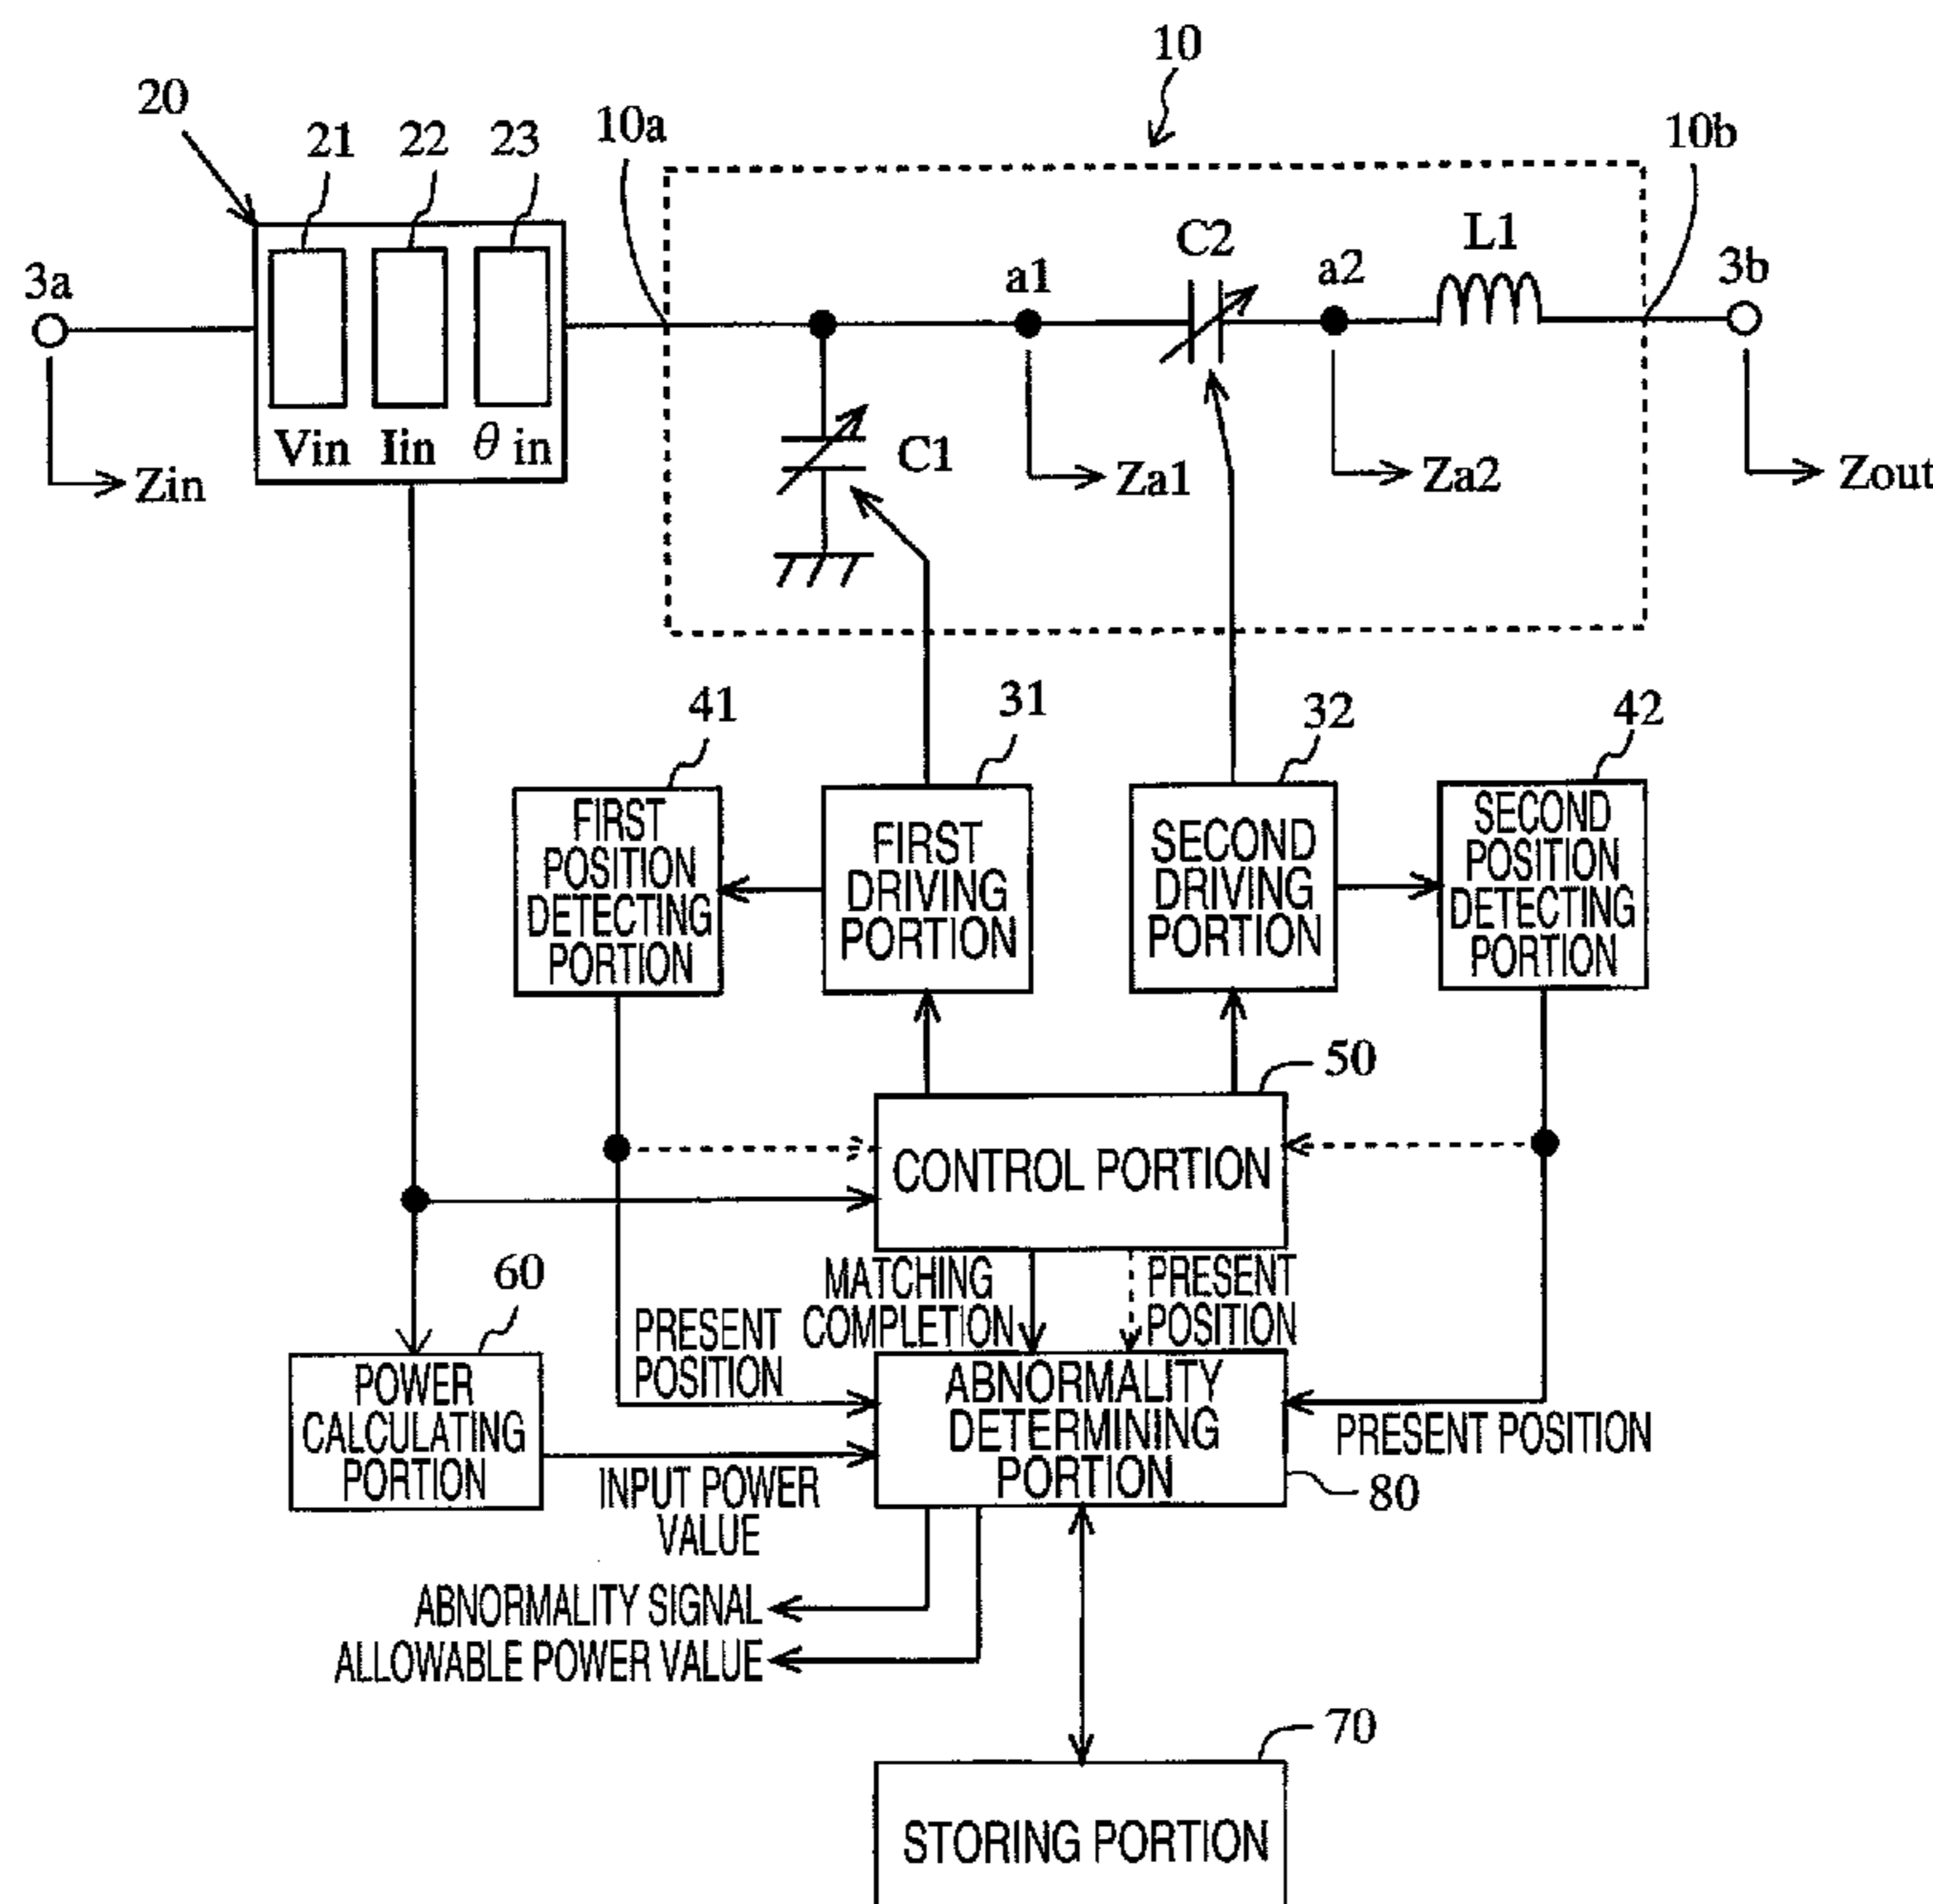 10
20
21
22
23
10a
10b
3a
a1
C2
a2
L1
3b
Vin
Iin
θ in
C1
Zin
Za1
Za2
Zout
41
31
32
42
FIRST
POSITION
DETECTING
PORTION
FIRST
DRIVING
PORTION
SECOND
DRIVING
PORTION
SECOND
POSITION
DETECTING
PORTION
50
CONTROL PORTION
60
MATCHING
COMPLETION
PRESENT
POSITION
PRESENT
POSITION
POWER
CALCULATING
PORTION
ABNORMALITY
DETERMINING
PORTION
PRESENT POSITION
80
INPUT POWER
VALUE
ABNORMALITY SIGNAL
ALLOWABLE POWER VALUE
70
STORING PORTION